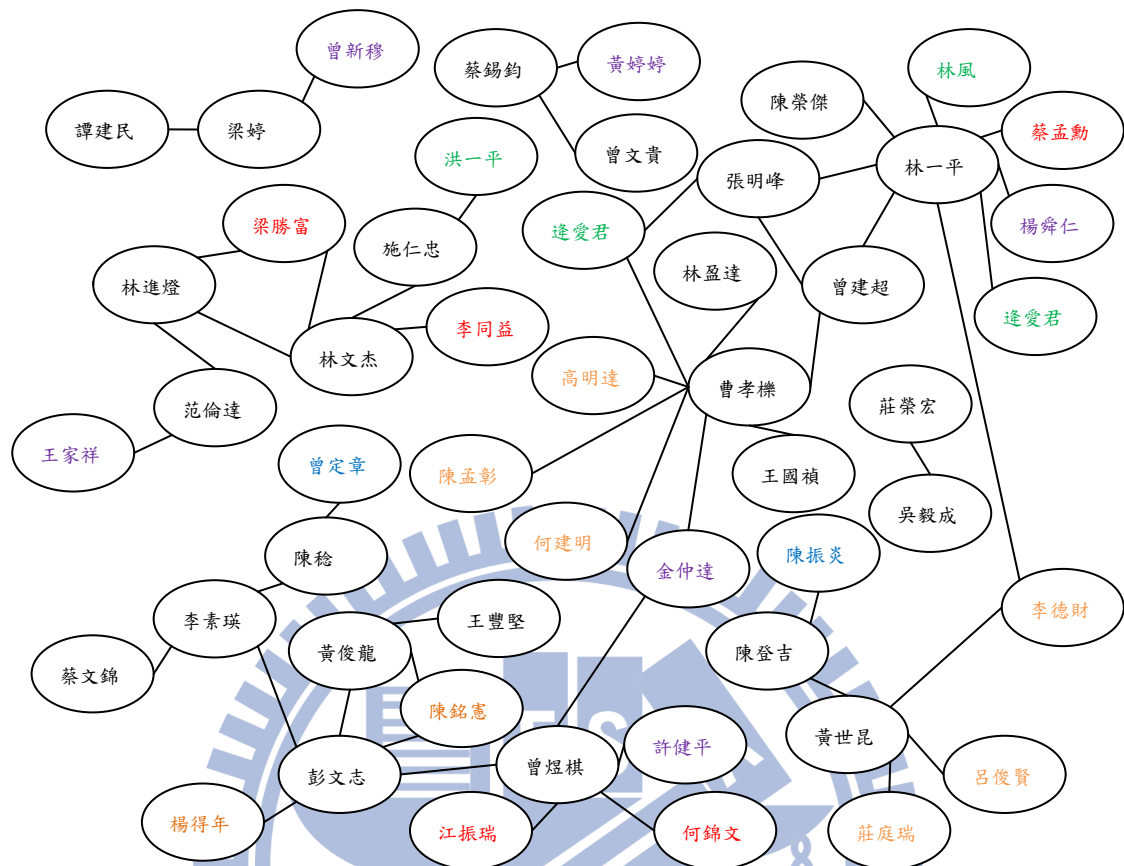 曾新穆
蔡錫鈞
黃婷婷
林風
陳榮傑
譚建民
梁婷
蔡孟勳
洪一平
曾文貴
林一平
張明峰
梁勝富
逄愛君
楊舜仁
施仁忠
林盈達
林進燈
曾建超
逄愛君
李同益
林文杰
高明達
曹孝櫟
范倫達
莊榮宏
王家祥
曾定章
陳孟彰
王國禎
吳毅成
何建明
陳振炎
陳稔
金仲達
李素瑛
王豐堅
李德財
黃俊龍
陳登吉
蔡文錦
陳銘憲
黃世昆
許健平
彭文志
曾煜棋
呂俊賢
楊得年
江振瑞
何錦文
莊庭瑞